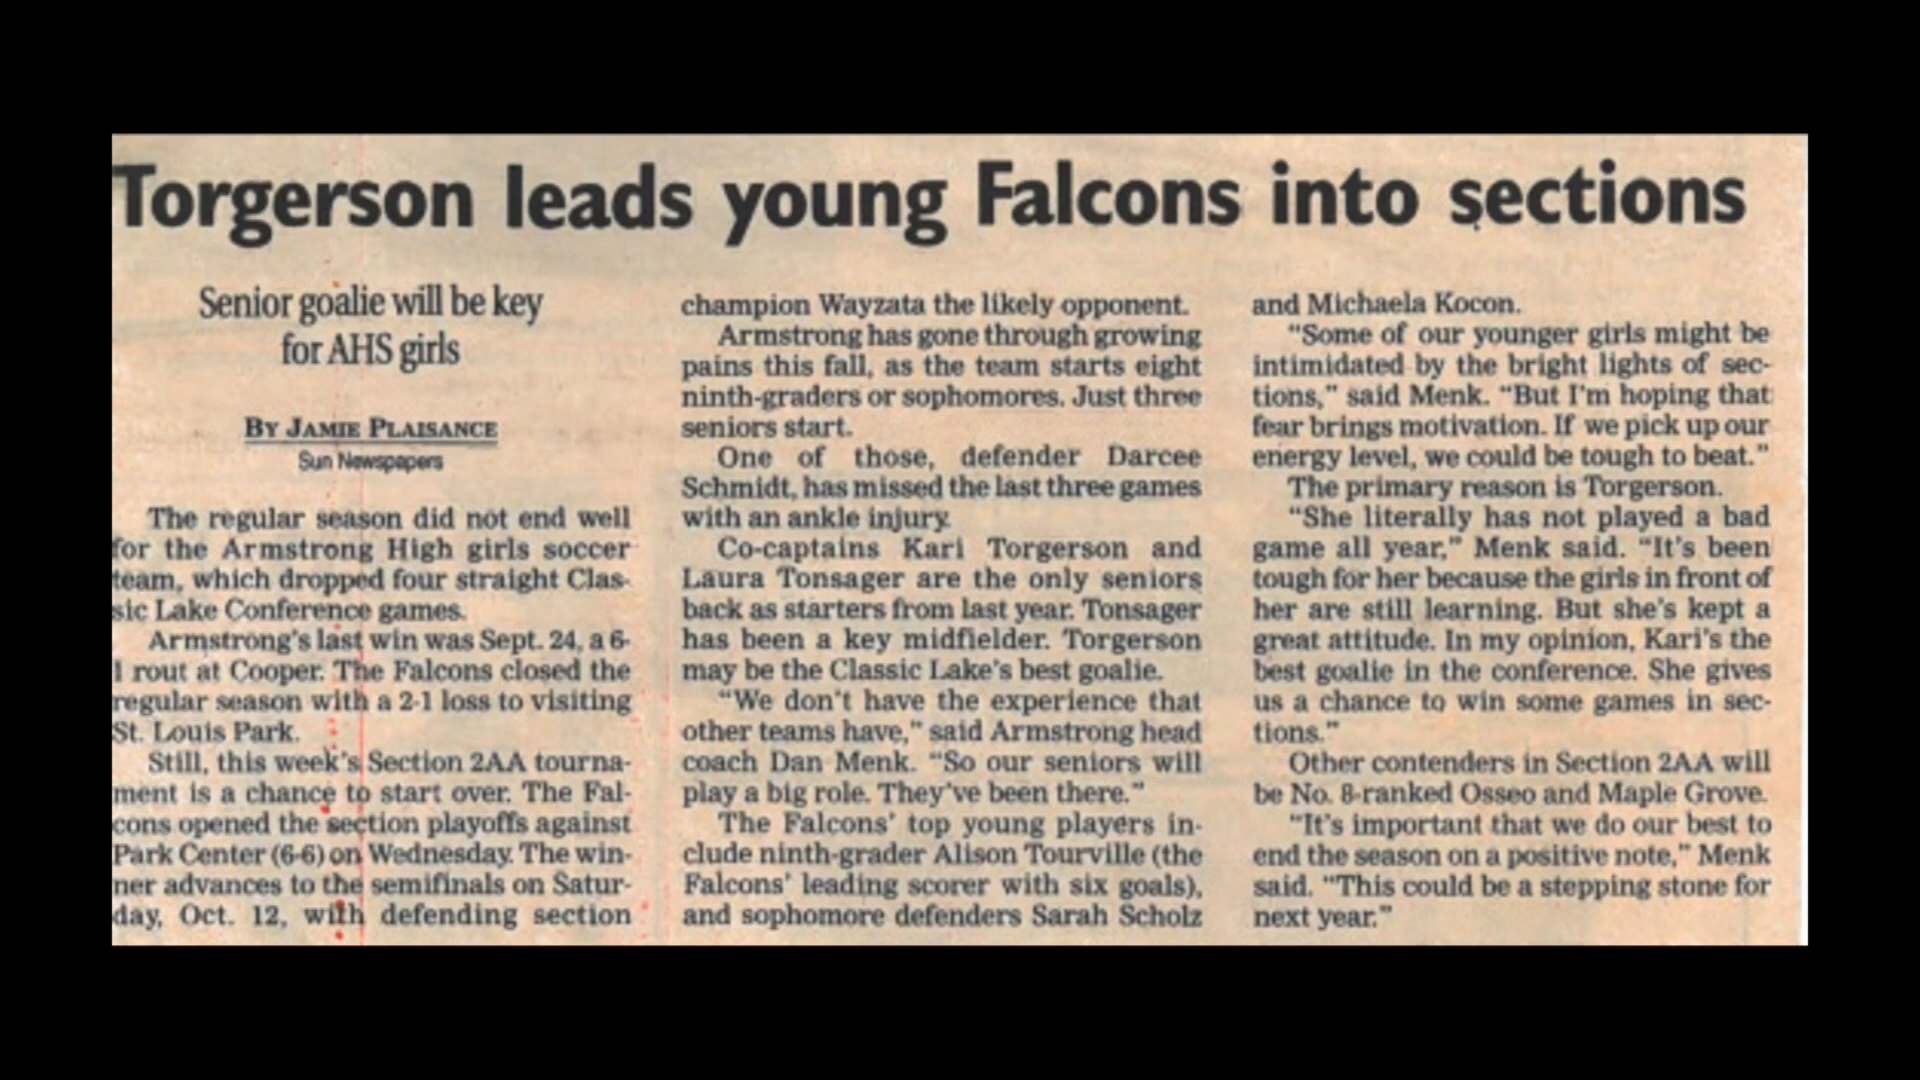 Torgerson leads young Falcons into sections
Senior goalie will be key
for AHS girls
BY JAMIE PLAISANCE
Sun Newspapers
The regular season did not end well
for the Armstrong High girls soccer
team, which dropped four straight Clas-
sic Lake Conference games.
Armstrong's last win was Sept. 24, a 6-
1 rout at Cooper. The Falcons closed the
regular season with a 2-1 loss to visiting
St. Louis Park.
Still, this week's Section 2AA tourna-
ment is a chance to start over. The Fal-
cons opened the section playoffs against
Park Center (6-6) on Wednesday. The win-
ner advances to the semifinals on Satur-
day, Oct. 12, with defending section
champion Wayzata the likely opponent.
Armstrong has gone through growing
pains this fall, as the team starts eight
ninth-graders or sophomores. Just three
seniors start.
One of those, defender Darcee
Schmidt, has missed the last three games
with an ankle injury.
Co-captains Kari Torgerson and
Laura Tonsager are the only seniors
back as starters from last year. Tonsager
has been a key midfielder. Torgerson
may be the Classic Lake's best goalie.
"We don't have the experience that
other teams have," said Armstrong head
coach Dan Menk. "So our seniors will
play a big role. They've been there."
The Falcons' top young players in-
clude ninth-grader Alison Tourville (the
Falcons' leading scorer with six goals),
and sophomore defenders Sarah Scholz
and Michaela Kocon.
"Some of our younger girls might be
intimidated by the bright lights of sec-
tions," said Menk. "But I'm hoping that
fear brings motivation. If we pick up our
energy level, we could be tough to beat."
The primary reason is Torgerson.
"She literally has not played a bad
game all year," Menk said. "It's been
tough for her because the girls in front of
her are still learning. But she's kept a
great attitude. In my opinion, Kari's the
best goalie in the conference. She gives
us a chance to win some games in sec-
tions."
Other contenders in Section 2AA will
be No. 8-ranked Osseo and Maple Grove.
"It's important that we do our best to
end the season on a positive note," Menk
said. "This could be a stepping stone for
next year."